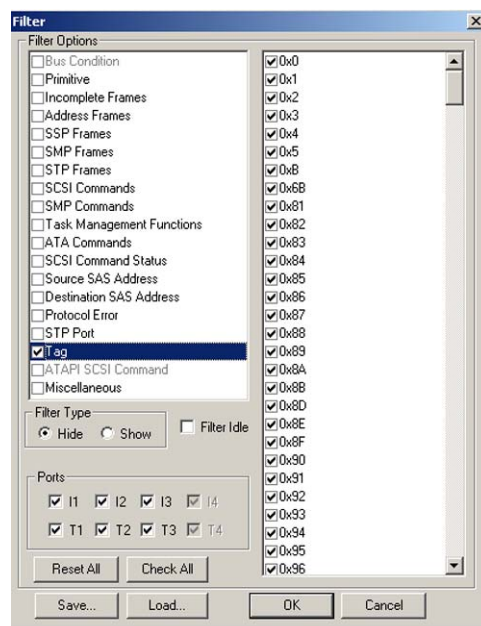 Filter
Filter Options
Bus Condition
Primitive
Incomplete Frames
Address Frames
SSP Frames
SMP Frames
STP Frames
SCSI Commands
SMP Commands
Task Management Functions
ATA Commands
SCSI Command Status
Source SAS Address
Destination SAS Address
Protocol Error
STP Port
Tag
ATAPI SCSI Command
Miscellaneous
0x0
0x1
0x2
0x3
0x4
0x5
0xB
0x6B
0x81
0x82
0x83
0x84
0x85
0x86
0x87
0x88
0x89
0x8A
0x8B
0x8D
0x8E
0x8F
0x90
0x91
0x92
0x93
0x94
0x95
0x96
Filter Type
Hide Show Filter Idle
Ports
I1 I2 I3 I4
T1 T2 T3 T4
Reset All Check All
Save... Load... OK Cancel